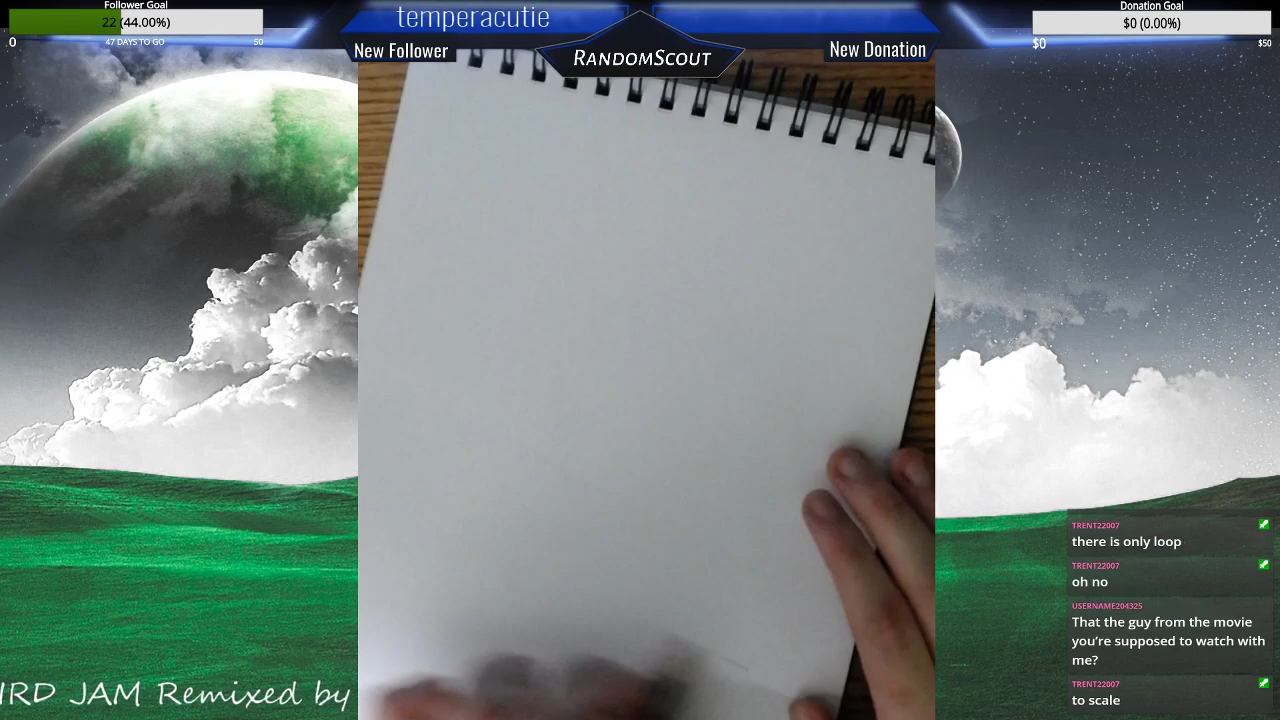 Follower Goal
22 (44.00%)
0
47 DAYS TO GO
50
temperacutie
New Follower
RANDOMSCOUT
New Donation
Donation Goal
$0 (0.00%)
$0
$50
TRENT22007
there is only loop
TRENT22007
oh no
USERNAME204325
That the guy from the movie
you're supposed to watch with
me?
TRENT22007
to scale
IRD JAM Remixed by